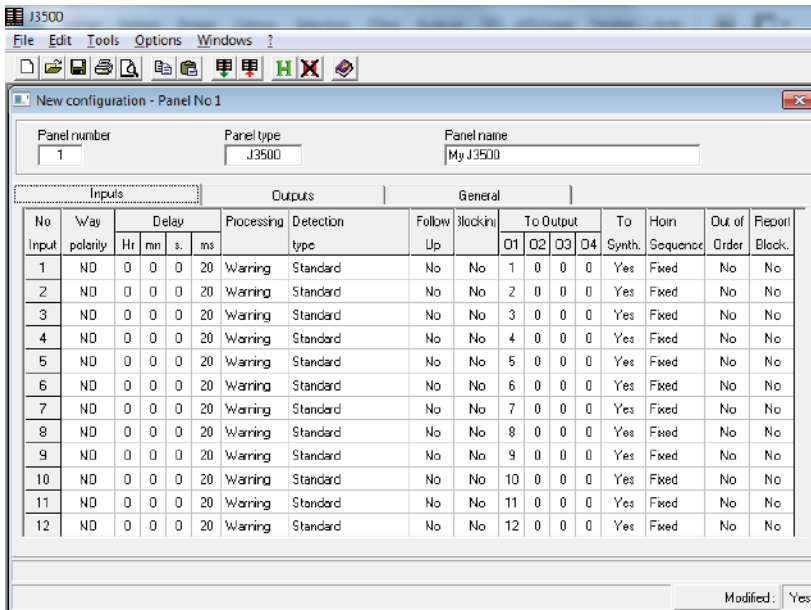 J3500
File Edit Tools Options Windows ?
New configuration - Panel No 1
Panel number Panel type Panel name
1 J3500 My J3500
Inputs Outputs General
No Way Delay Processing Detection Follow Blocking To Output To Horn Out of Report
Input polarity Hr mn s. ms type Up O1 O2 O3 O4 Synth. Sequence Order Block.
1 NO 0 0 0 20 Warning Standard No No 1 0 0 0 Yes Fixed No No
2 NO 0 0 0 20 Warning Standard No No 2 0 0 0 Yes Fixed No No
3 NO 0 0 0 20 Warning Standard No No 3 0 0 0 Yes Fixed No No
4 NO 0 0 0 20 Warning Standard No No 4 0 0 0 Yes Fixed No No
5 NO 0 0 0 20 Warning Standard No No 5 0 0 0 Yes Fixed No No
6 NO 0 0 0 20 Warning Standard No No 6 0 0 0 Yes Fixed No No
7 NO 0 0 0 20 Warning Standard No No 7 0 0 0 Yes Fixed No No
8 NO 0 0 0 20 Warning Standard No No 8 0 0 0 Yes Fixed No No
9 NO 0 0 0 20 Warning Standard No No 9 0 0 0 Yes Fixed No No
10 NO 0 0 0 20 Warning Standard No No 10 0 0 0 Yes Fixed No No
11 NO 0 0 0 20 Warning Standard No No 11 0 0 0 Yes Fixed No No
12 NO 0 0 0 20 Warning Standard No No 12 0 0 0 Yes Fixed No No
Modified : Yes